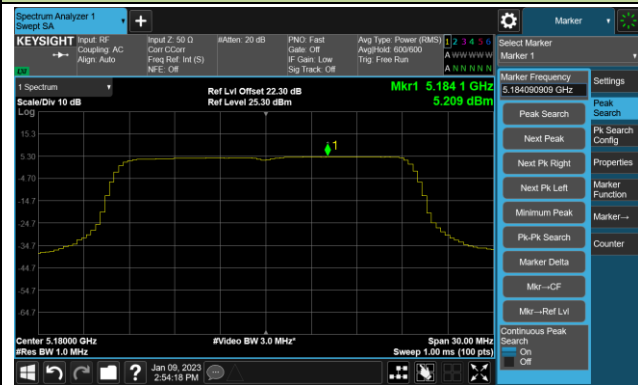 Spectrum Analyzer 1
Swept SA
Marker
KEYSIGHT
Input: RF
Coupling: AC
Align: Auto
Input Z: 50 Ω
Corr CCorr
Freq Ref: Int (S)
NFE: Off
#Atten: 20 dB
PNO: Fast
Gate: Off
IF Gain: Low
Sig Track: Off
Avg Type: Power (RMS)
Avg|Hold: 600/600
Trig: Free Run
1 2 3 4 5 6
A W W W W W
A N N N N N
Select Marker
Marker 1
LXI
1 Spectrum
Scale/Div 10 dB
Log
Ref Lvl Offset 22.30 dB
Ref Level 25.30 dBm
Mkr1 5.184 1 GHz
5.209 dBm
1
15.3
5.30
-4.70
-14.7
-24.7
-34.7
-44.7
-54.7
-64.7
Center 5.18000 GHz
#Res BW 1.0 MHz
#Video BW 3.0 MHz*
Span 30.00 MHz
Sweep 1.00 ms (100 pts)
Marker Frequency
5.184090909 GHz
Peak Search
Next Peak
Next Pk Right
Next Pk Left
Minimum Peak
Pk-Pk Search
Marker Delta
Mkr→CF
Mkr→Ref Lvl
Continuous Peak
Search
On
Off
Settings
Peak
Search
Pk Search
Config
Properties
Marker
Function
Marker→
Counter
?
Jan 09, 2023
2:54:18 PM